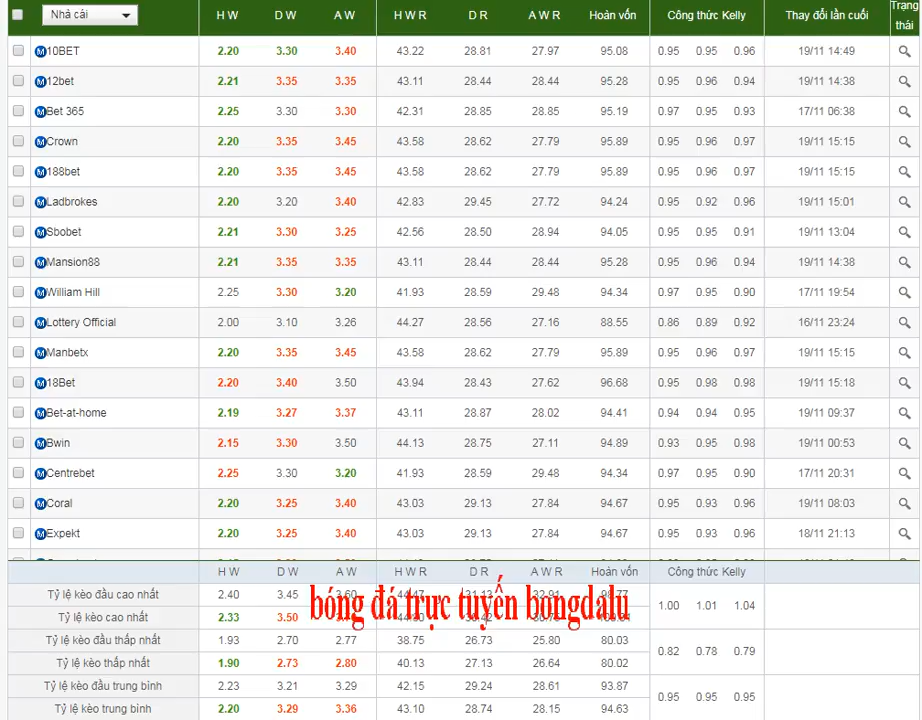 Nhà cái H W D W A W H W R D R A W R Hoàn vốn Công thức Kelly Thay đổi lần cuối Trạng thái
10BET 2.20 3.30 3.40 43.22 28.81 27.97 95.08 0.95 0.95 0.96 19/11 14:49
12bet 2.21 3.35 3.35 43.11 28.44 28.44 95.28 0.95 0.96 0.94 19/11 14:38
Bet 365 2.25 3.30 3.30 42.31 28.85 28.85 95.19 0.97 0.95 0.93 17/11 06:38
Crown 2.20 3.35 3.45 43.58 28.62 27.79 95.89 0.95 0.96 0.97 19/11 15:15
188bet 2.20 3.35 3.45 43.58 28.62 27.79 95.89 0.95 0.96 0.97 19/11 15:15
Ladbrokes 2.20 3.20 3.40 42.83 29.45 27.72 94.24 0.95 0.92 0.96 19/11 15:01
Sbobet 2.21 3.30 3.25 42.56 28.50 28.94 94.05 0.95 0.95 0.91 19/11 13:04
Mansion88 2.21 3.35 3.35 43.11 28.44 28.44 95.28 0.95 0.96 0.94 19/11 14:38
William Hill 2.25 3.30 3.20 41.93 28.59 29.48 94.34 0.97 0.95 0.90 17/11 19:54
Lottery Official 2.00 3.10 3.26 44.27 28.56 27.16 88.55 0.86 0.89 0.92 16/11 23:24
Manbetx 2.20 3.35 3.45 43.58 28.62 27.79 95.89 0.95 0.96 0.97 19/11 15:15
18Bet 2.20 3.40 3.50 43.94 28.43 27.62 96.68 0.95 0.98 0.98 19/11 15:18
Bet-at-home 2.19 3.27 3.37 43.11 28.87 28.02 94.41 0.94 0.94 0.95 19/11 09:37
Bwin 2.15 3.30 3.50 44.13 28.75 27.11 94.89 0.93 0.95 0.98 19/11 00:53
Centrebet 2.25 3.30 3.20 41.93 28.59 29.48 94.34 0.97 0.95 0.90 17/11 20:31
Coral 2.20 3.25 3.40 43.03 29.13 27.84 94.67 0.95 0.93 0.96 19/11 08:03
Expekt 2.20 3.25 3.40 43.03 29.13 27.84 94.67 0.95 0.93 0.96 18/11 21:13
H W D W A W H W R D R A W R Hoàn vốn Công thức Kelly
Tỷ lệ kèo đầu cao nhất 2.40 3.45
1.00 1.01 1.04
bóng đá trực tuyến bongdalu
Tỷ lệ kèo cao nhất 2.33 3.50
Tỷ lệ kèo đầu thấp nhất 1.93 2.70 2.77 38.75 26.73 25.80 80.03
0.82 0.78 0.79
Tỷ lệ kèo thấp nhất 1.90 2.73 2.80 40.13 27.13 26.64 80.02
Tỷ lệ kèo đầu trung bình 2.23 3.21 3.29 42.15 29.24 28.61 93.87
0.95 0.95 0.95
Tỷ lệ kèo trung bình 2.20 3.29 3.36 43.10 28.74 28.15 94.63